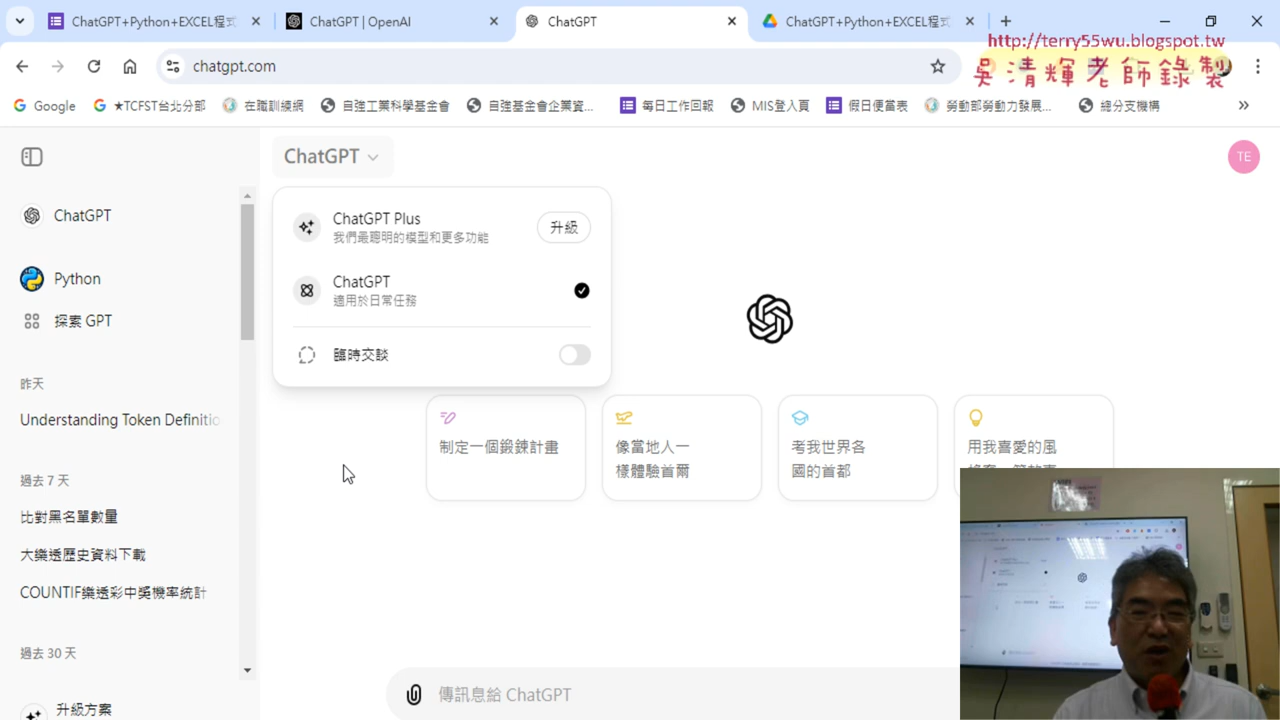 ChatGPT+Python+EXCEL程式
ChatGPT | OpenAI
ChatGPT
ChatGPT+Python+EXCEL程式
http://terry55wu.blogspot.tw
吳清輝老師錄製
chatgpt.com
Google
★TCFST台北分部
在職訓練網
自強工業科學基金會
自強基金會企業資...
每日工作回報
MIS登入頁
假日便當表
勞動部勞動力發展...
總分支機構
ChatGPT
TE
ChatGPT
Python
探索 GPT
昨天
Understanding Token Definitio
過去 7 天
比對黑名單數量
大樂透歷史資料下載
COUNTIF樂透彩中獎機率統計
過去 30 天
升級方案
ChatGPT Plus
我們最聰明的模型和更多功能
升級
ChatGPT
適用於日常任務
臨時交談
制定一個鍛鍊計畫
像當地人一
樣體驗首爾
考我世界各
國的首都
用我喜愛的風
傳訊息給 ChatGPT